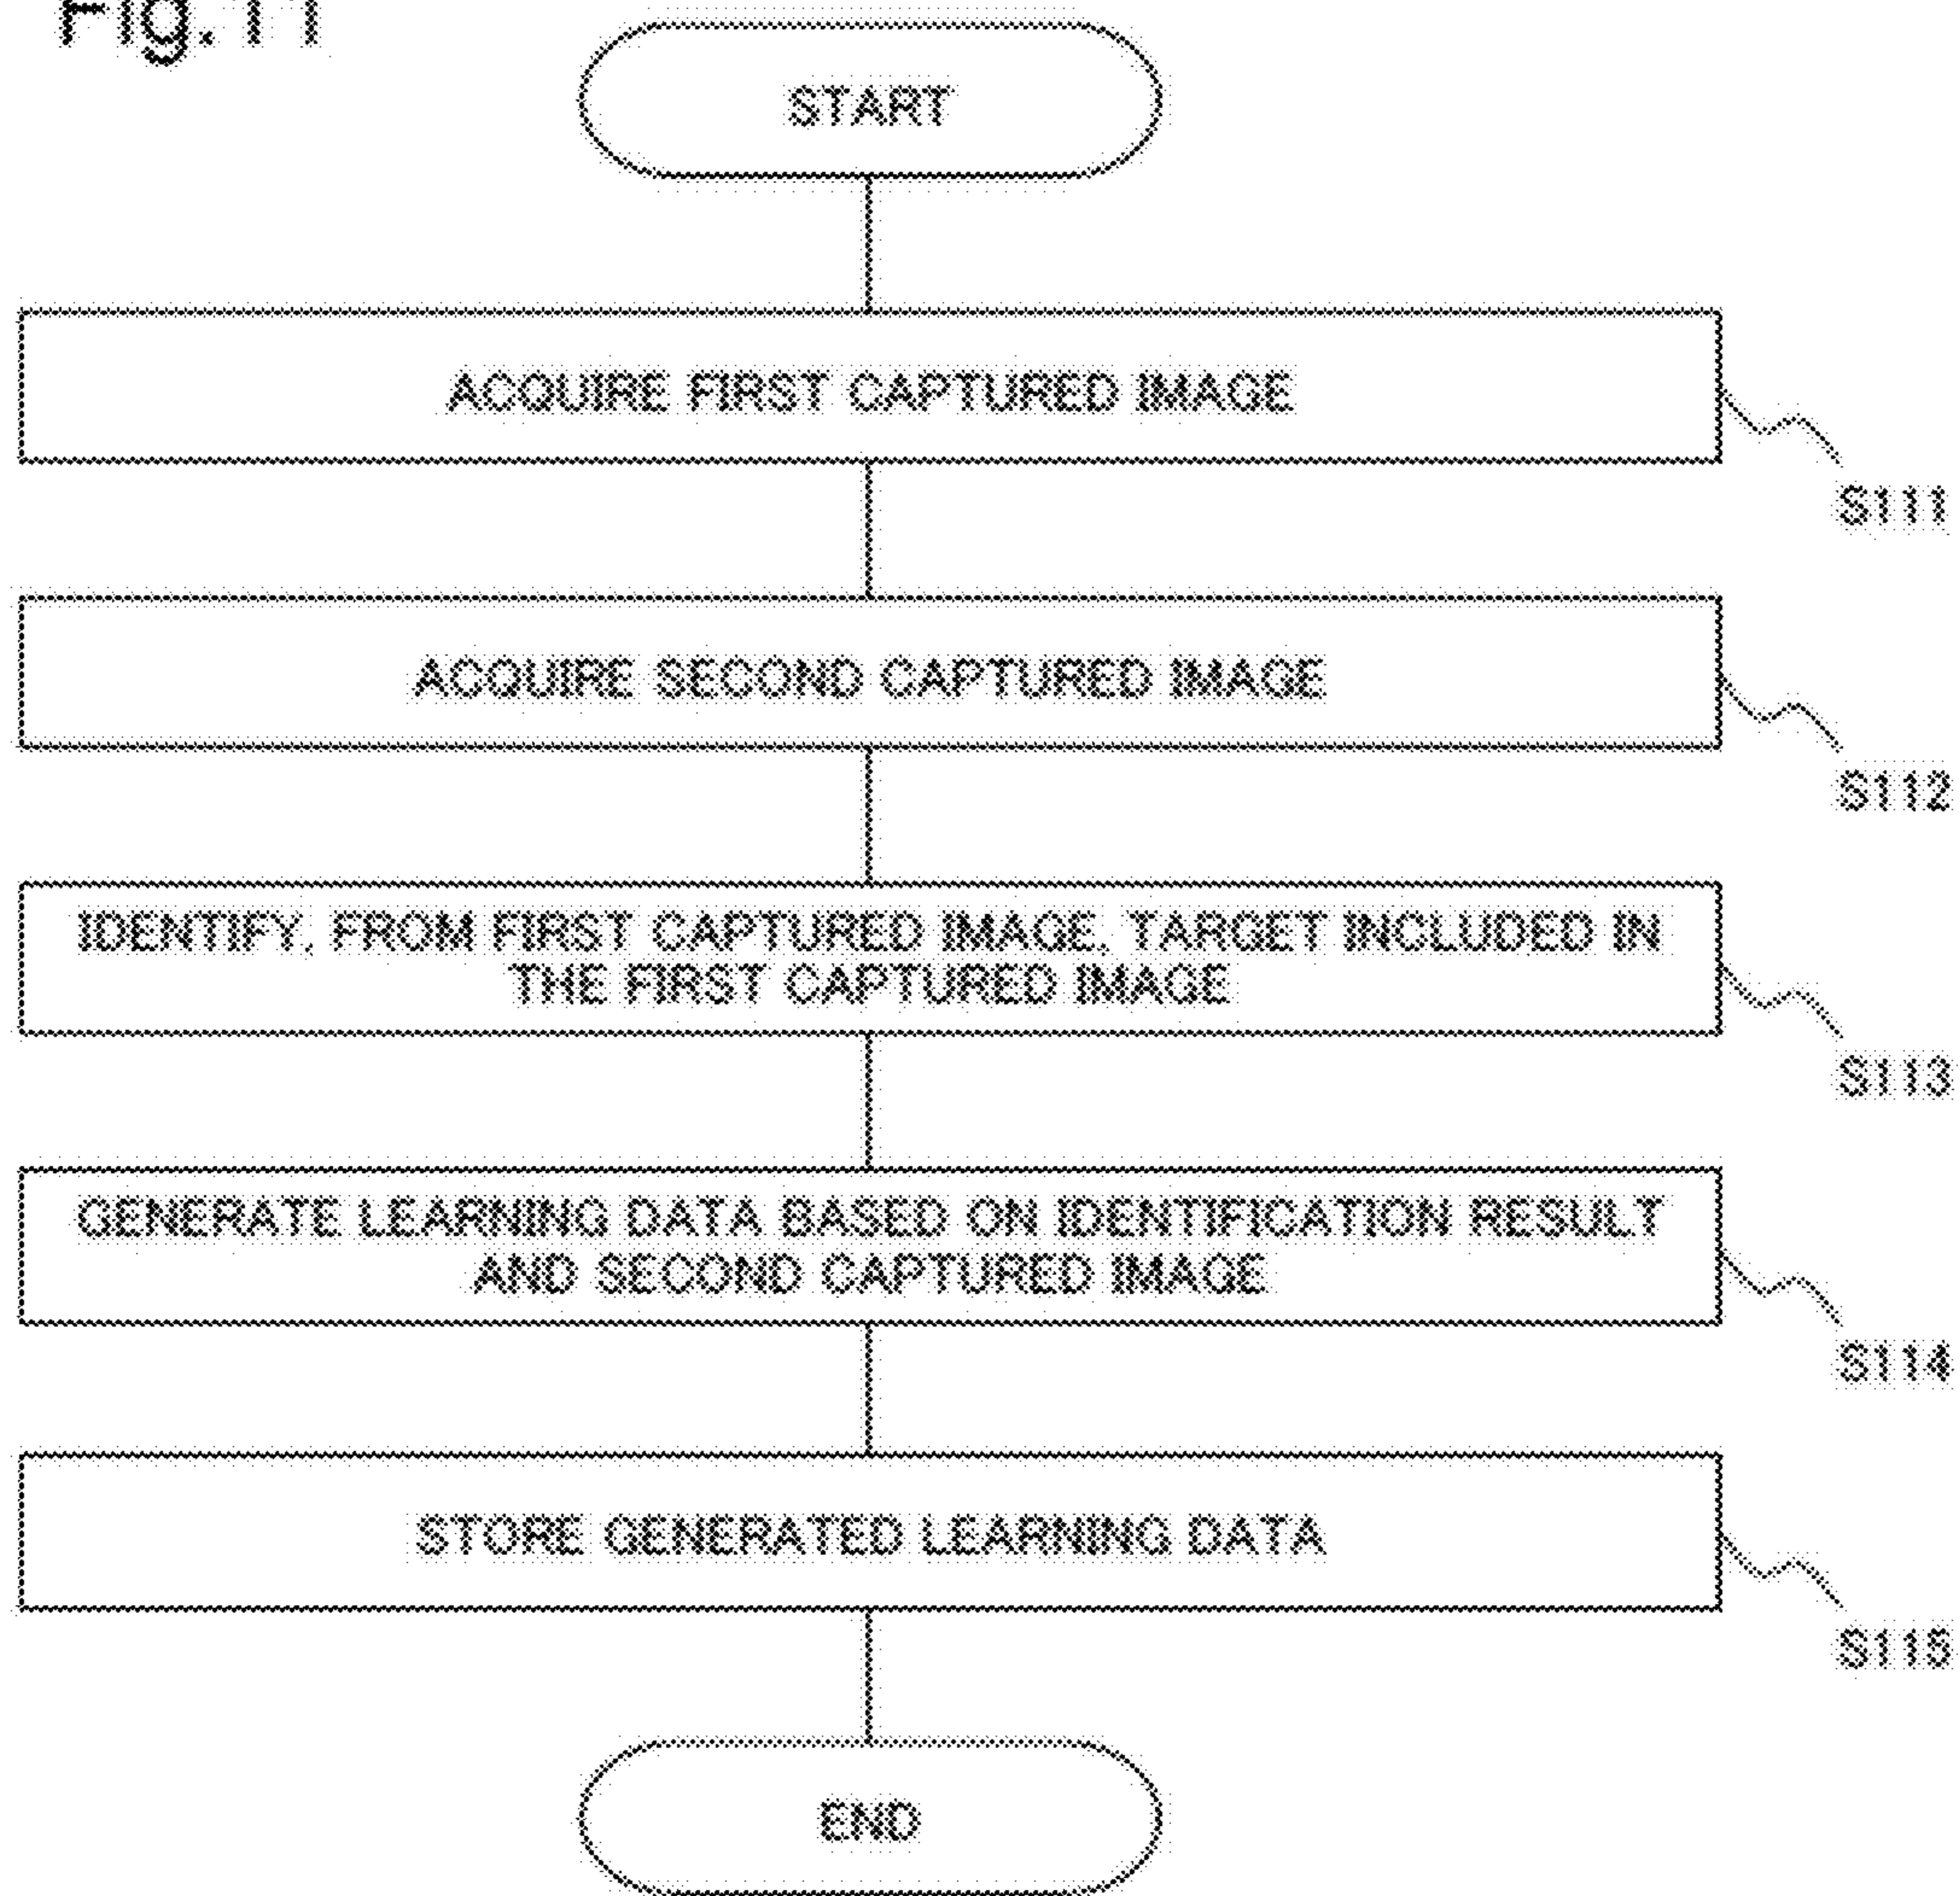 Fig. 11
START
ACQUIRE FIRST CAPTURED IMAGE
S111
ACQUIRE SECOND CAPTURED IMAGE
S112
IDENTIFY, FROM FIRST CAPTURED IMAGE, TARGET INCLUDED IN
THE FIRST CAPTURED IMAGE
S113
GENERATE LEARNING DATA BASED ON IDENTIFICATION RESULT
AND SECOND CAPTURED IMAGE
S114
STORE GENERATED LEARNING DATA
S115
END